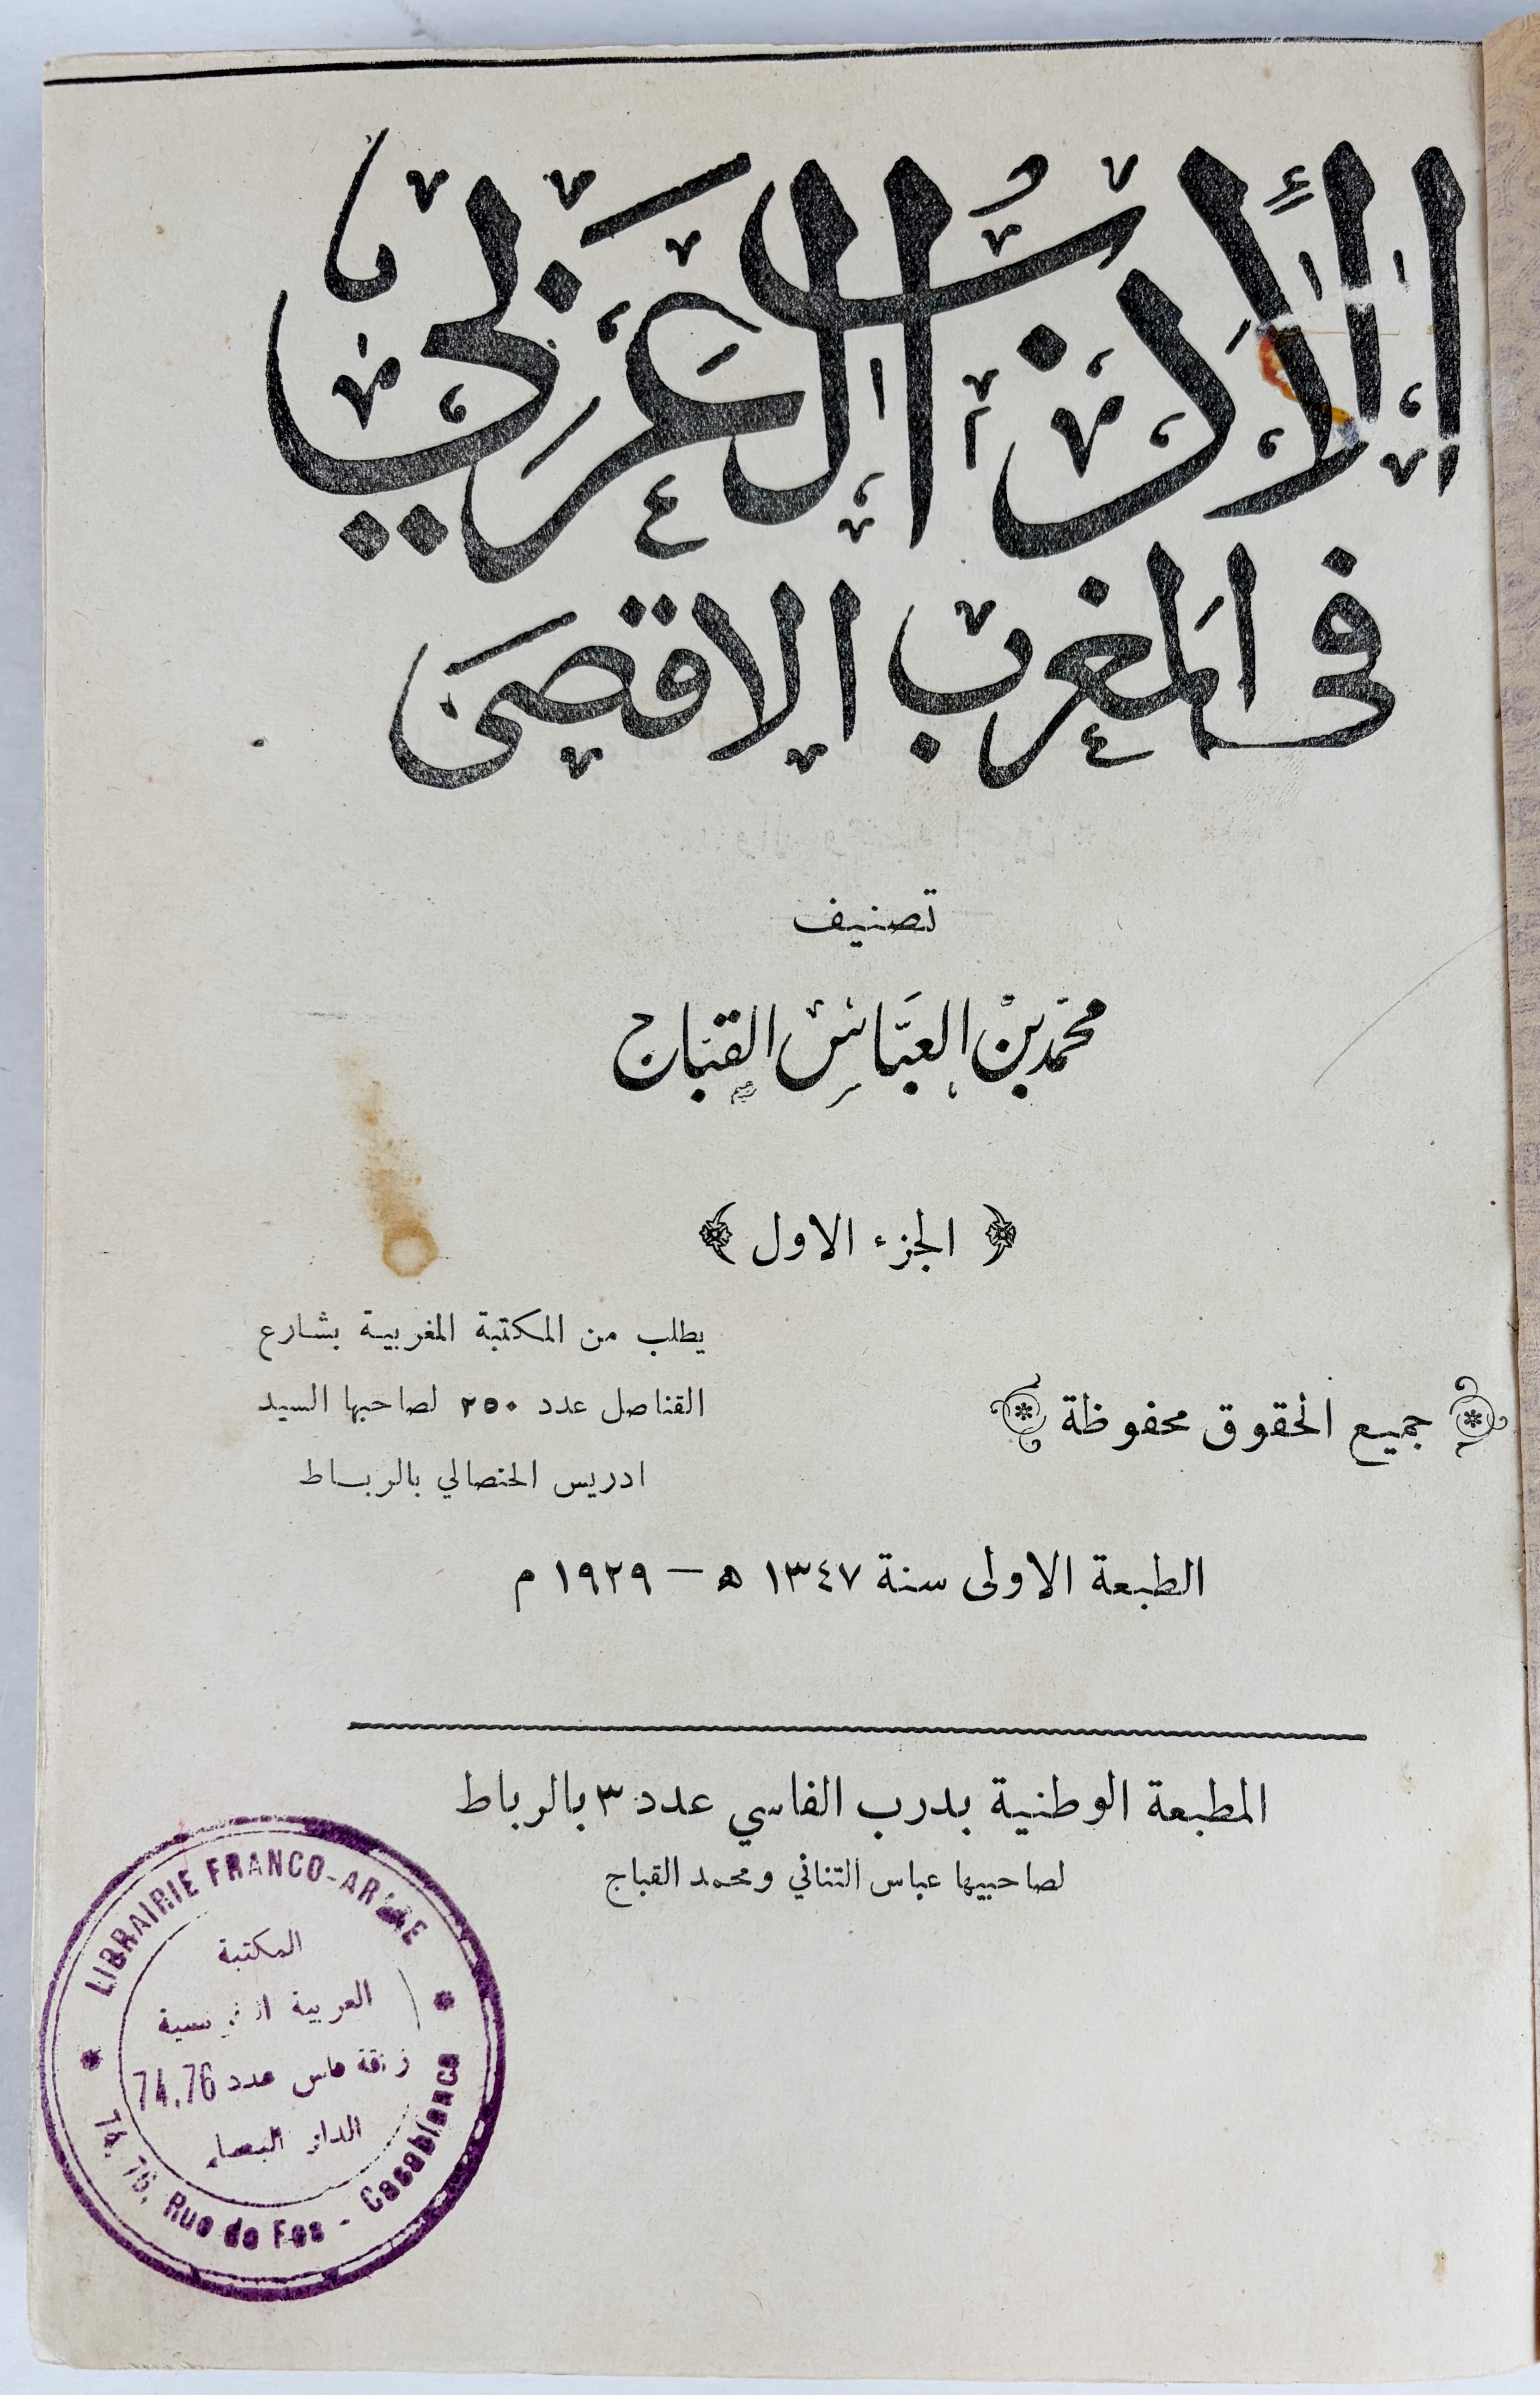 الأدب العربي
في المغرب الاقصى
تصنيف
محمد بن العباس القباج
الجزء الاول
يطلب من المكتبة المغربية بشارع
القناصل عدد ٢٥٠ لصاحبها السيد
ادريس الحنصالي بالرباط
جميع الحقوق محفوظة
الطبعة الاولى سنة ١٣٤٧ ه — ١٩٢٩ م
المطبعة الوطنية بدرب الفاسي عدد ٣ بالرباط
لصاحبيها عباس التناني ومحمد القباج
LIBRAIRIE FRANCO-ARABE
المكتبة
العربية الفرنسية
زنقة فاس عدد 74.76
الدار البيضاء
74, 76, Rue de Fes - Casablanca